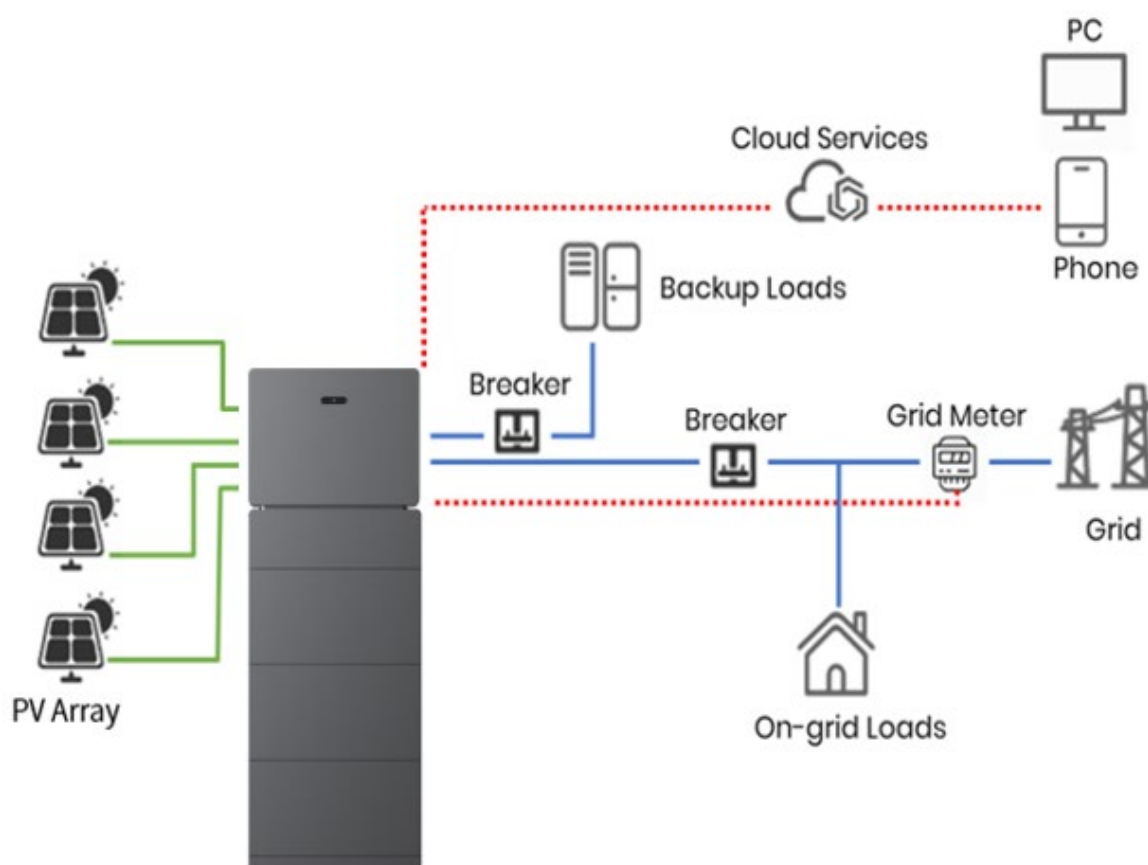 PC
Cloud Services
Phone
Backup Loads
Breaker
Breaker
Grid Meter
Grid
PV Array
On-grid Loads